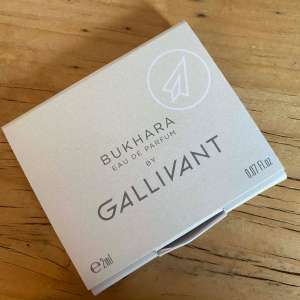 BUKHARA
EAU DE PARFUM
BY
GALLIVANT
℮2ml
0.07 fl.oz